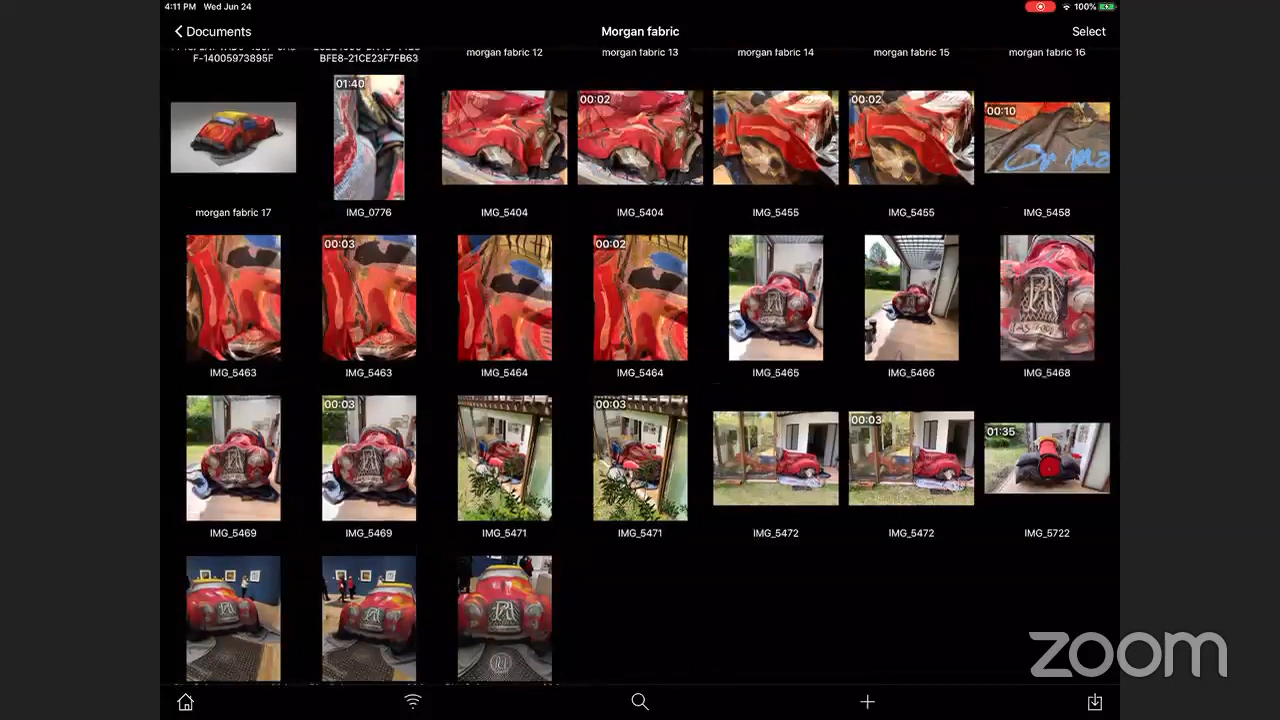 4:11 PM Wed Jun 24
100%
Documents
Morgan fabric
Select
F-14005973895F
BFE8-21CE23F7FB63
morgan fabric 12
morgan fabric 13
morgan fabric 14
morgan fabric 15
morgan fabric 16
01:40
00:02
00:02
00:10
morgan fabric 17
IMG_0776
IMG_5404
IMG_5404
IMG_5455
IMG_5455
IMG_5458
00:03
00:02
IMG_5463
IMG_5463
IMG_5464
IMG_5464
IMG_5465
IMG_5466
IMG_5468
00:03
00:03
00:03
01:35
IMG_5469
IMG_5469
IMG_5471
IMG_5471
IMG_5472
IMG_5472
IMG_5722
zoom